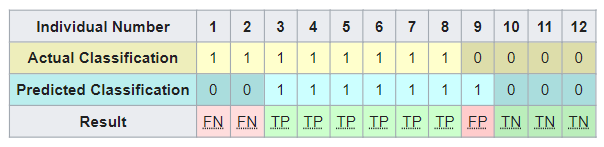 Individual Number 1 2 3 4 5 6 7 8 9 10 11 12
Actual Classification 1 1 1 1 1 1 1 1 0 0 0 0
Predicted Classification 0 0 1 1 1 1 1 1 1 0 0 0
Result FN FN TP TP TP TP TP TP FP TN TN TN